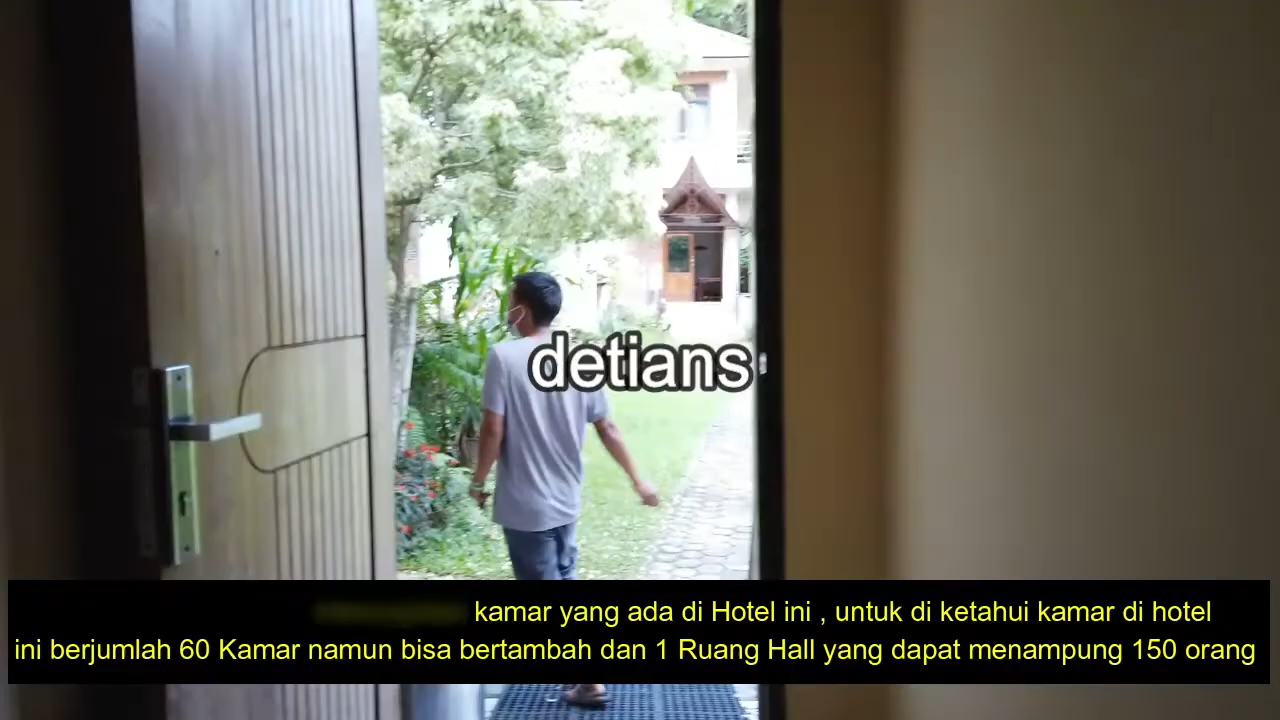 detians
kamar yang ada di Hotel ini , untuk di ketahui kamar di hotel
ini berjumlah 60 Kamar namun bisa bertambah dan 1 Ruang Hall yang dapat menampung 150 orang